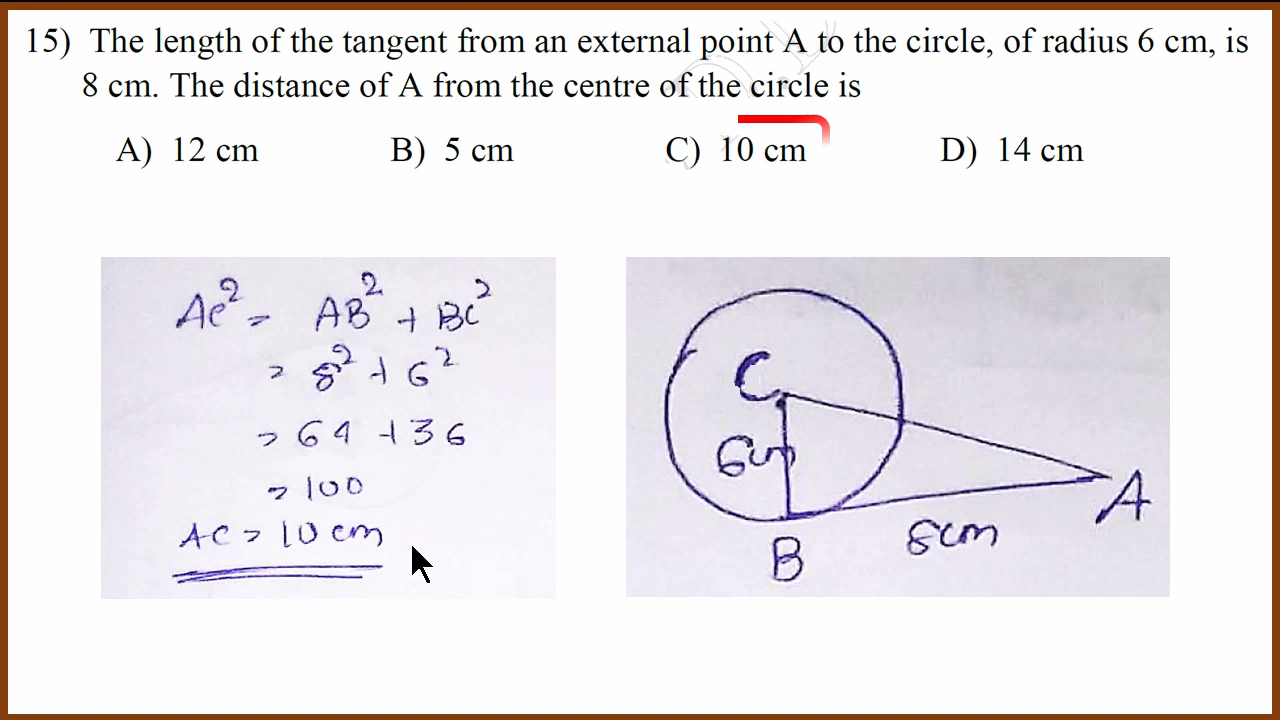 15) The length of the tangent from an external point A to the circle, of radius 6 cm, is
8 cm. The distance of A from the centre of the circle is
A) 12 cm B) 5 cm C) 10 cm D) 14 cm
AC² = AB² + BC²
= 8² + 6²
= 64 + 36
= 100
AC = 10 cm
C
6cm
A
8cm
B